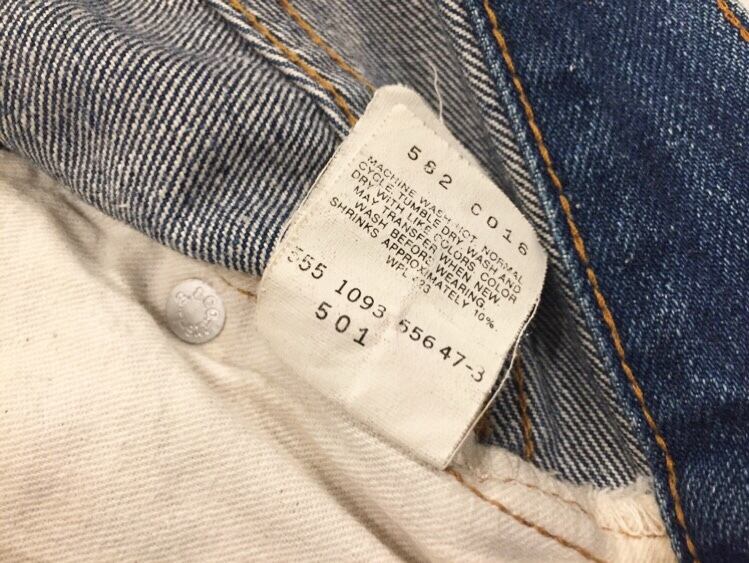 582 C016
MACHINE WASH HOT, NORMAL
CYCLE. TUMBLE DRY. WASH AND
DRY WITH LIKE COLORS. COLOR
MAY TRANSFER WHEN NEW
WASH BEFORE WEARING.
SHRINKS APPROXIMATELY 10%.
WPL 423
555 1093 55647-3
501